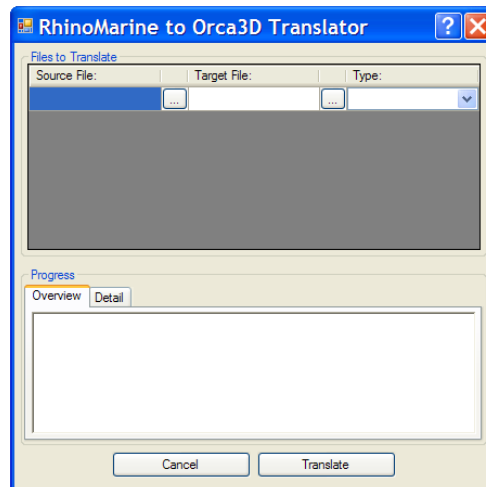 RhinoMarine to Orca3D Translator ?
Files to Translate
Source File: Target File: Type:
... ...
Progress
Overview Detail
Cancel Translate